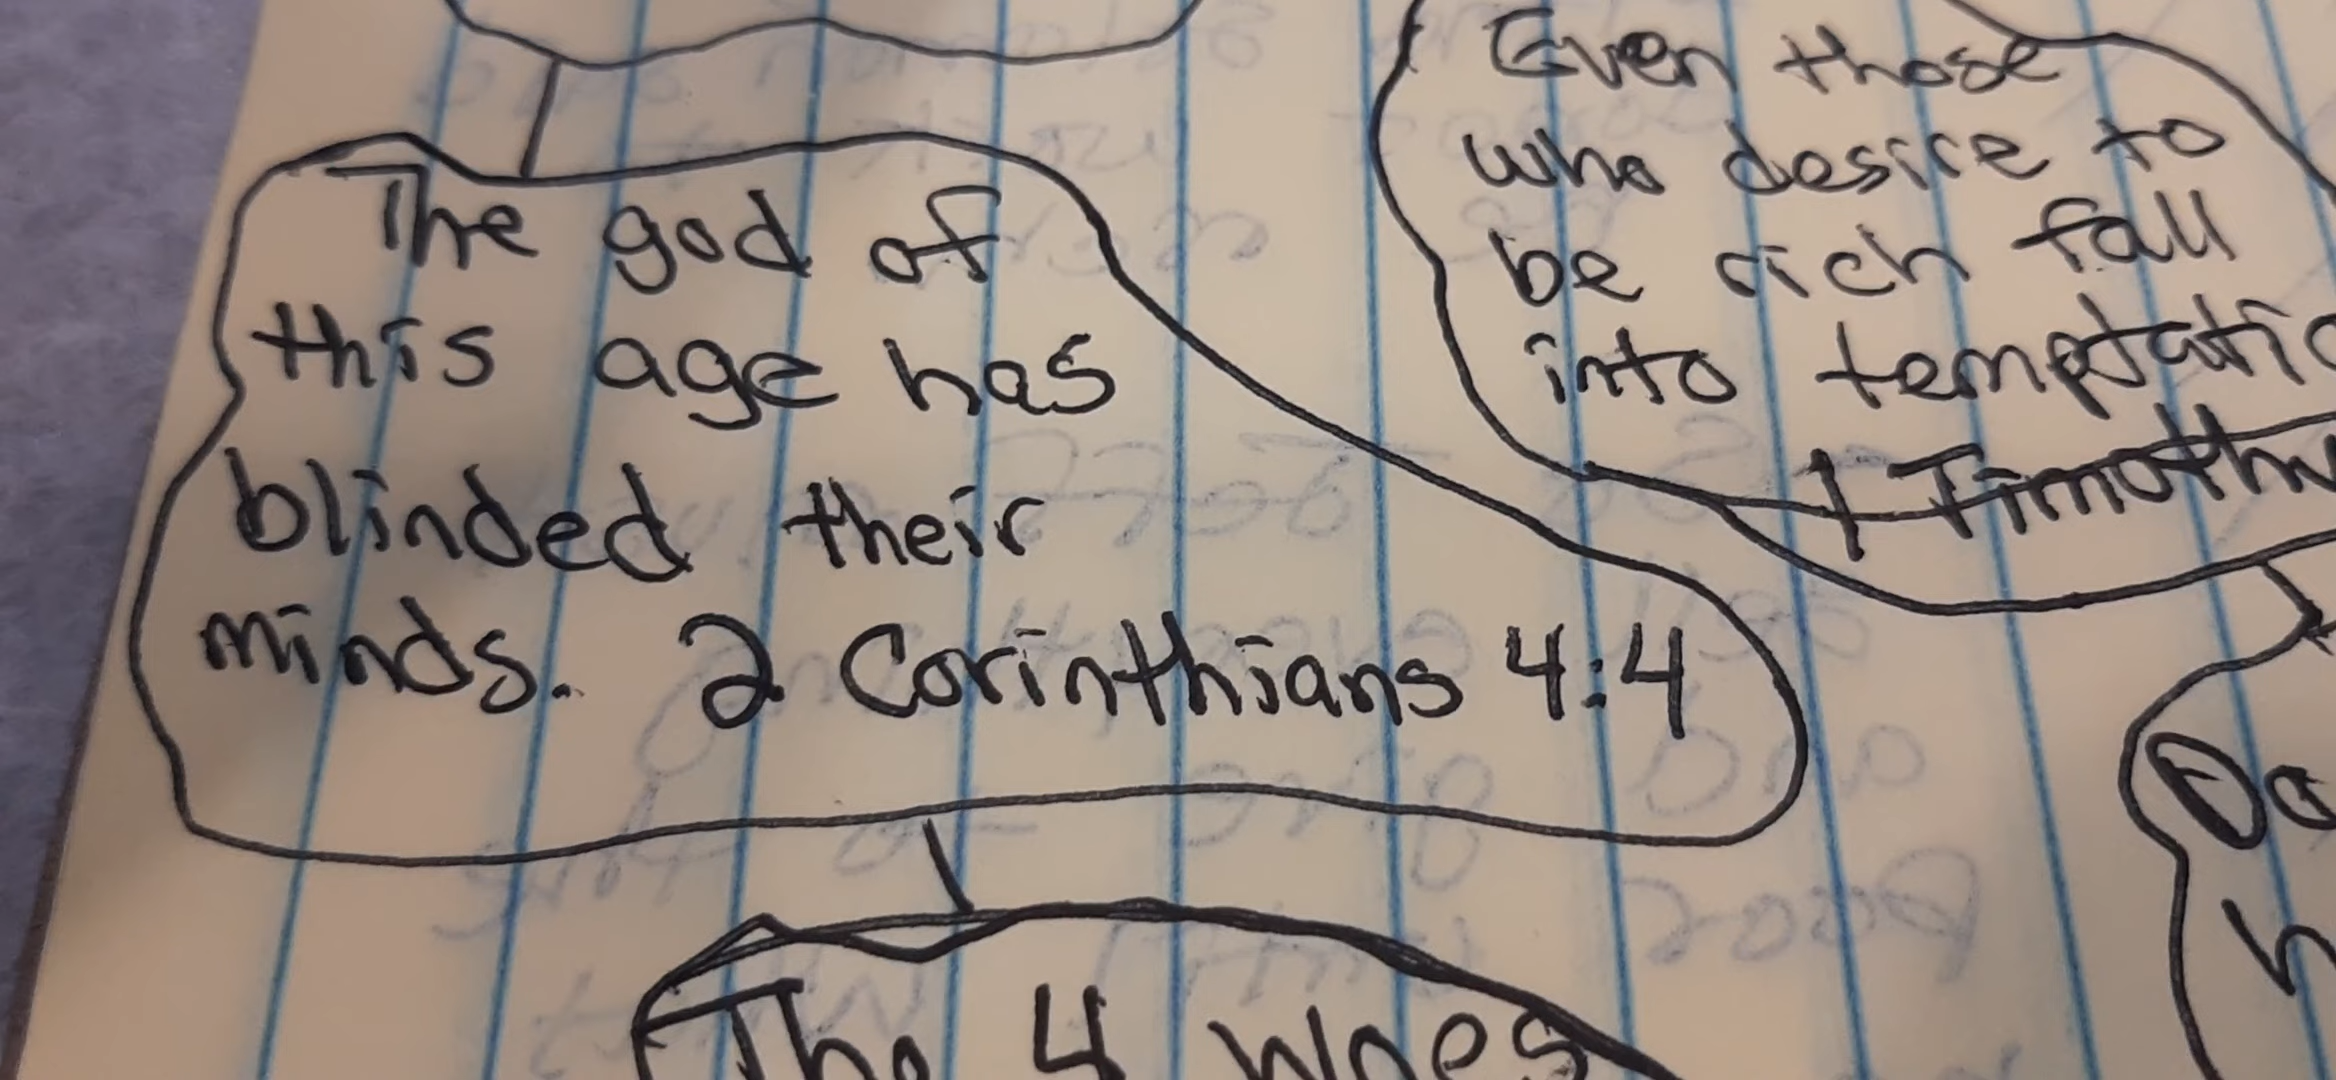 The god of
this age has
blinded their
minds. 2 Corinthians 4:4
Even those
who desire to
be rich fall
into temptatio
1 Timothy
The 4 Woes